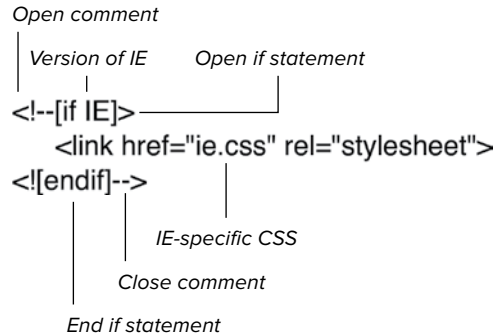 Open comment
Version of IE Open if statement
<!--[if IE]>
<link href="ie.css" rel="stylesheet">
<![endif]-->
IE-specific CSS
Close comment
End if statement